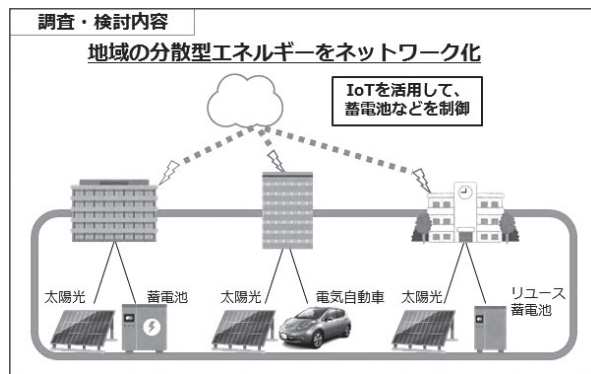 調査・検討内容
地域の分散型エネルギーをネットワーク化
IoTを活用して、
蓄電池などを制御
太陽光
蓄電池
太陽光
電気自動車
太陽光
リユース
蓄電池